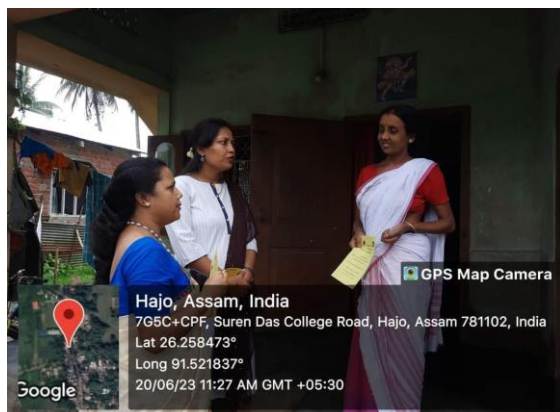 GPS Map Camera
Hajo, Assam, India
7G5C+CPF, Suren Das College Road, Hajo, Assam 781102, India
Lat 26.258473°
Long 91.521837°
20/06/23 11:27 AM GMT +05:30
Google